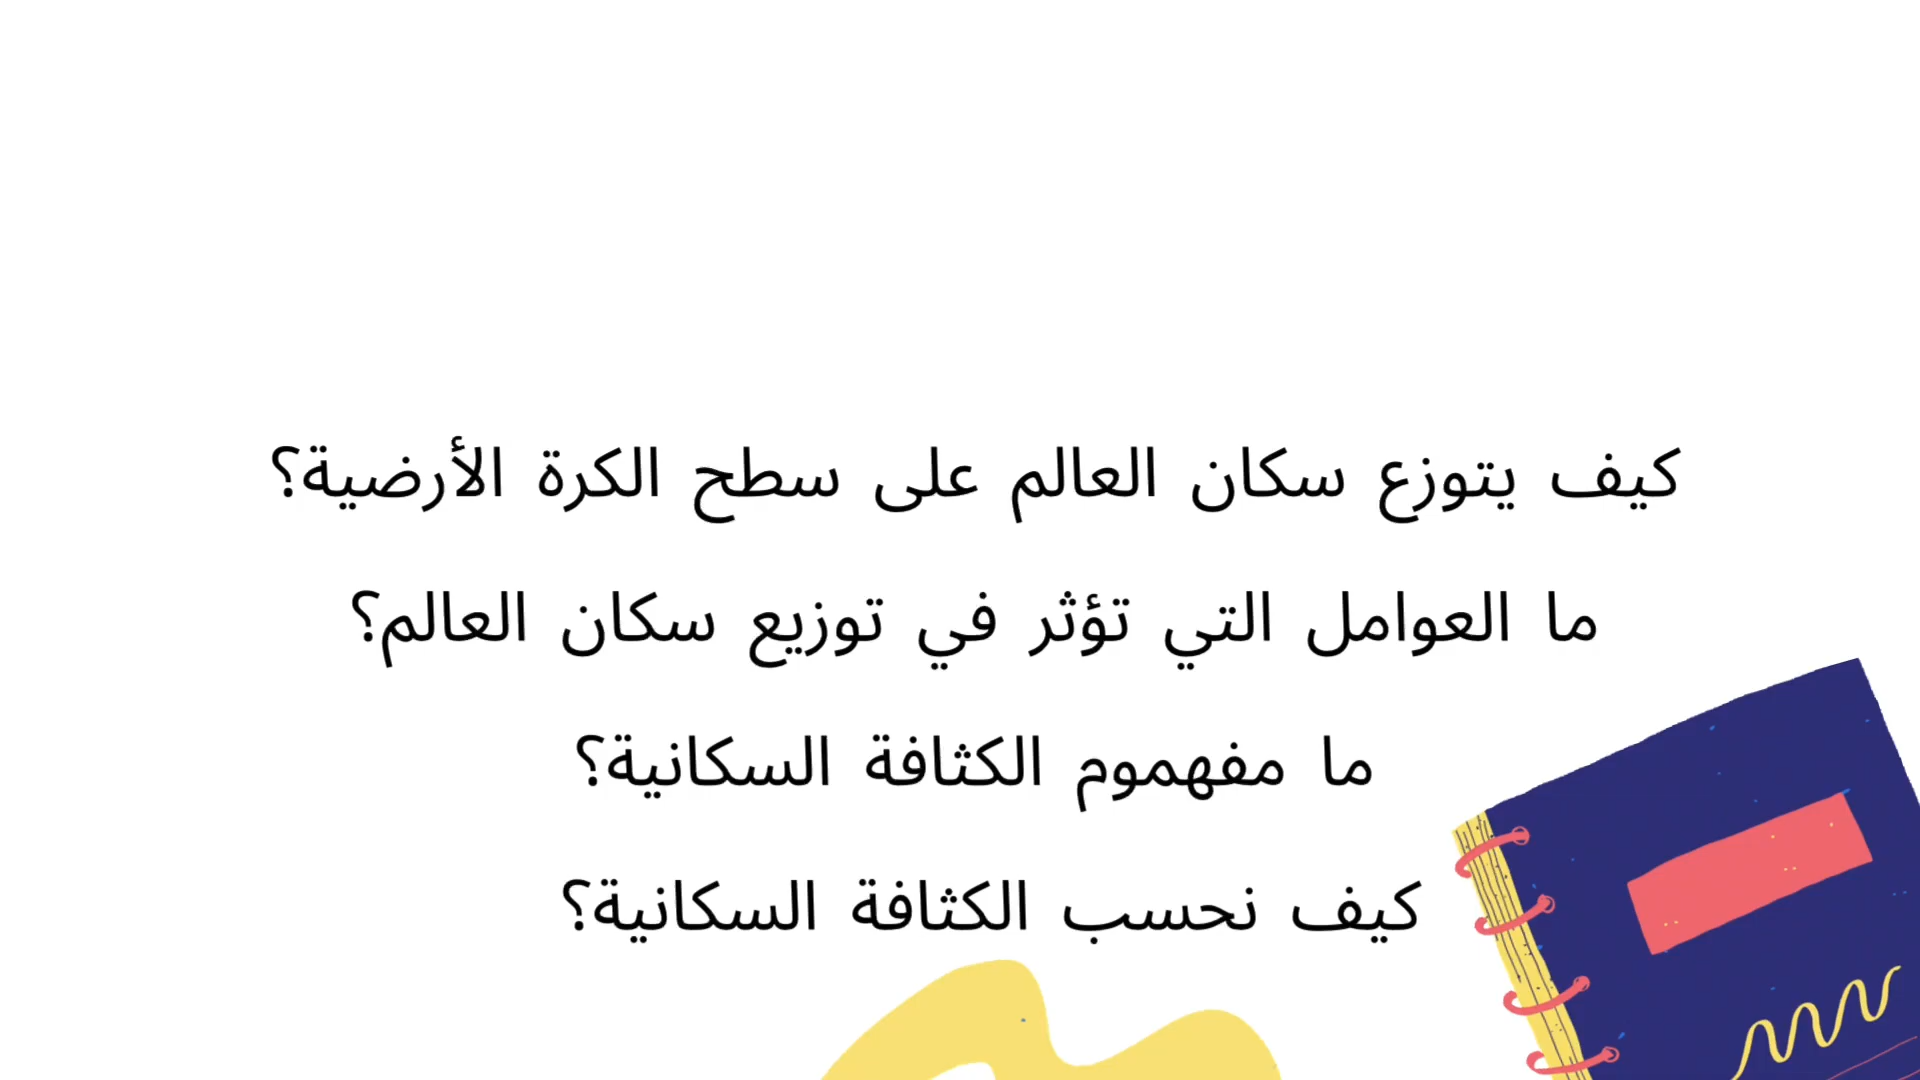 كيف يتوزع سكان العالم على سطح الكرة الأرضية؟
ما العوامل التي تؤثر في توزيع سكان العالم؟
ما مفهموم الكثافة السكانية؟
كيف نحسب الكثافة السكانية؟